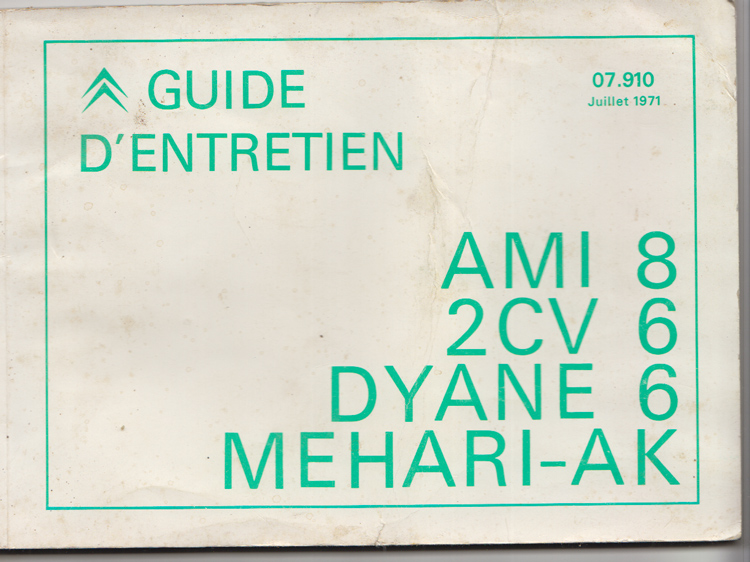 GUIDE
D'ENTRETIEN
07.910
Juillet 1971
AMI 8
2CV 6
DYANE 6
MEHARI-AK